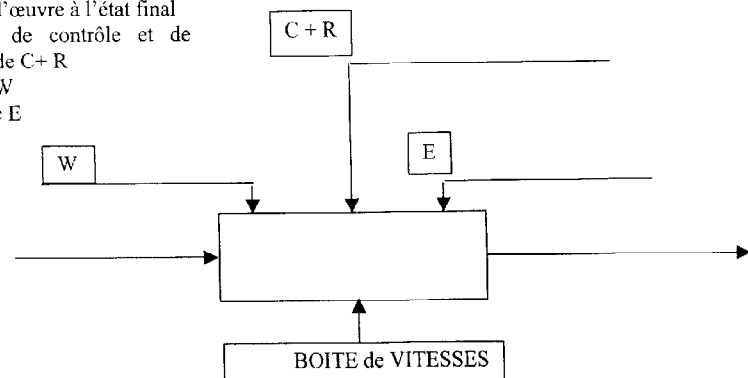 l'œuvre à l'état final
de contrôle et de
de C+ R
W
E
C + R
E
W
BOITE de VITESSES